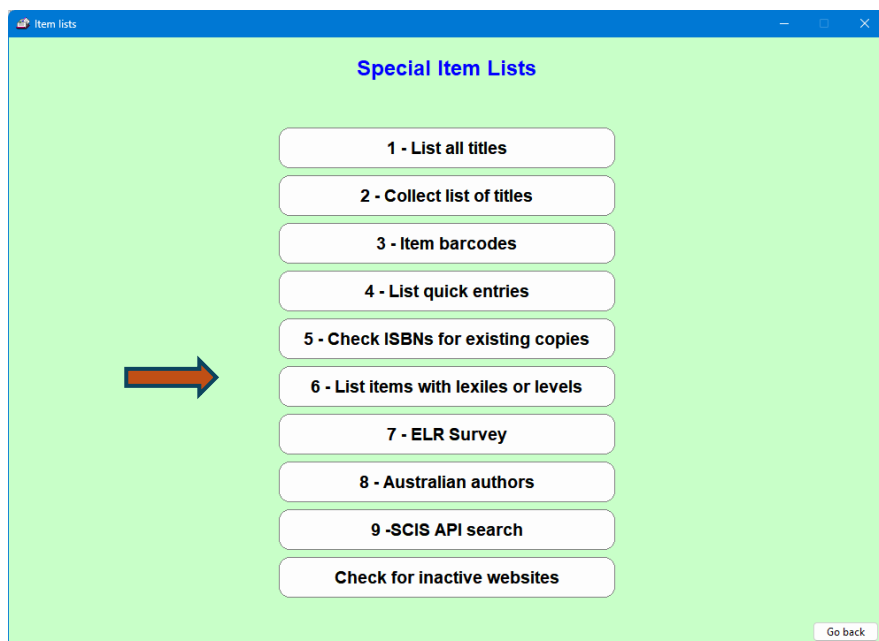 Item lists
Special Item Lists
1 - List all titles
2 - Collect list of titles
3 - Item barcodes
4 - List quick entries
5 - Check ISBNs for existing copies
6 - List items with lexiles or levels
7 - ELR Survey
8 - Australian authors
9 -SCIS API search
Check for inactive websites
Go back